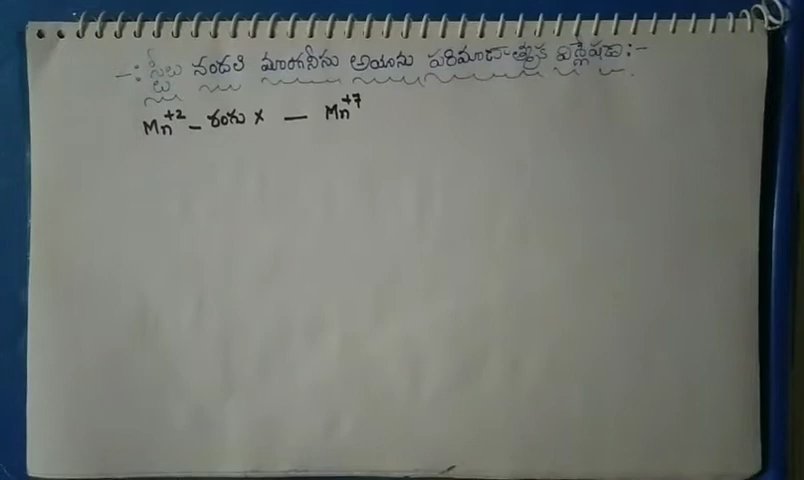 -: స్టీలు నందలి మాంగనీసు అయాను పరిమాణాత్మక విశ్లేషణ:-
Mn⁺² - రంగు x — Mn⁺⁷